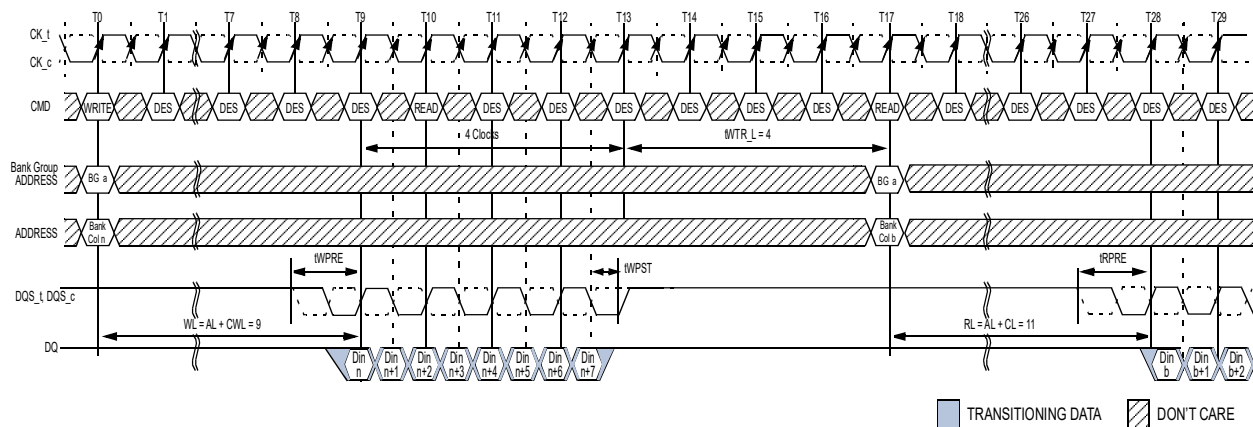 T0 T1 T7 T8 T9 T10 T11 T12 T13 T14 T15 T16 T17 T18 T26 T27 T28 T29
CK_t
CK_c
CMD WRITE DES DES DES DES READ DES DES DES DES DES DES READ DES DES DES DES DES
4 Clocks tWTR_L = 4
Bank Group
ADDRESS BG a BG a
ADDRESS Bank
Col n Bank
Col b
tWPRE tWPST tRPRE
DQS_t, DQS_c
WL = AL + CWL = 9 RL = AL + CL = 11
DQ Din
n Din
n+1 Din
n+2 Din
n+3 Din
n+4 Din
n+5 Din
n+6 Din
n+7 Din
b Din
b+1 Din
b+2
TRANSITIONING DATA DON'T CARE